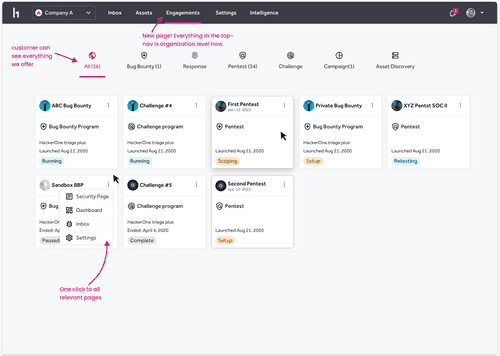 h
A Company A
Inbox
Assets
Engagements
Settings
Intelligence
New page! Everything in the top-
nav is organization level now.
customer can
see everything
we offer
All (36)
Bug Bounty (1)
Response
Pentest (34)
Challenge
Campaign(1)
Asset Discovery
ABC Bug Bounty
Bug Bounty Program
HackerOne triage plus
Launched Aug 21, 2020
Running
Challenge #4
Challenge program
HackerOne triage plus
Launched Aug 21, 2020
Running
First Pentest
abc-12-2022
Pentest
Launched Aug 21, 2020
Scoping
Private Bug Bounty
Bug Bounty Program
HackerOne triage plus
Launched Aug 21, 2020
Setup
XYZ Pentst SOC II
Pentest
Launched Aug 21, 2020
Retesting
Sandbox BBP
Bug
HackerO
Ended: A
Paused
Security Page
Dashboard
Inbox
Settings
Challenge #5
Challenge program
HackerOne triage plus
Ended: April 6, 2020
Complete
Second Pentest
Pentest
Launched Aug 21, 2020
Setup
One click to all
relevant pages